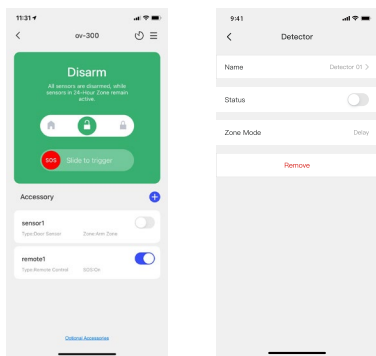 11:31
ov-300
Disarm
All sensors are disarmed, while
sensors in 24-Hour Zone remain
active.
SOS Slide to trigger
Accessory
sensor1
Type:Door Sensor Zone:Arm Zone
remote1
Type:Remote Control SOS:On
Optional Accessories
9:41
Detector
Name Detector 01 >
Status
Zone Mode Delay
Remove